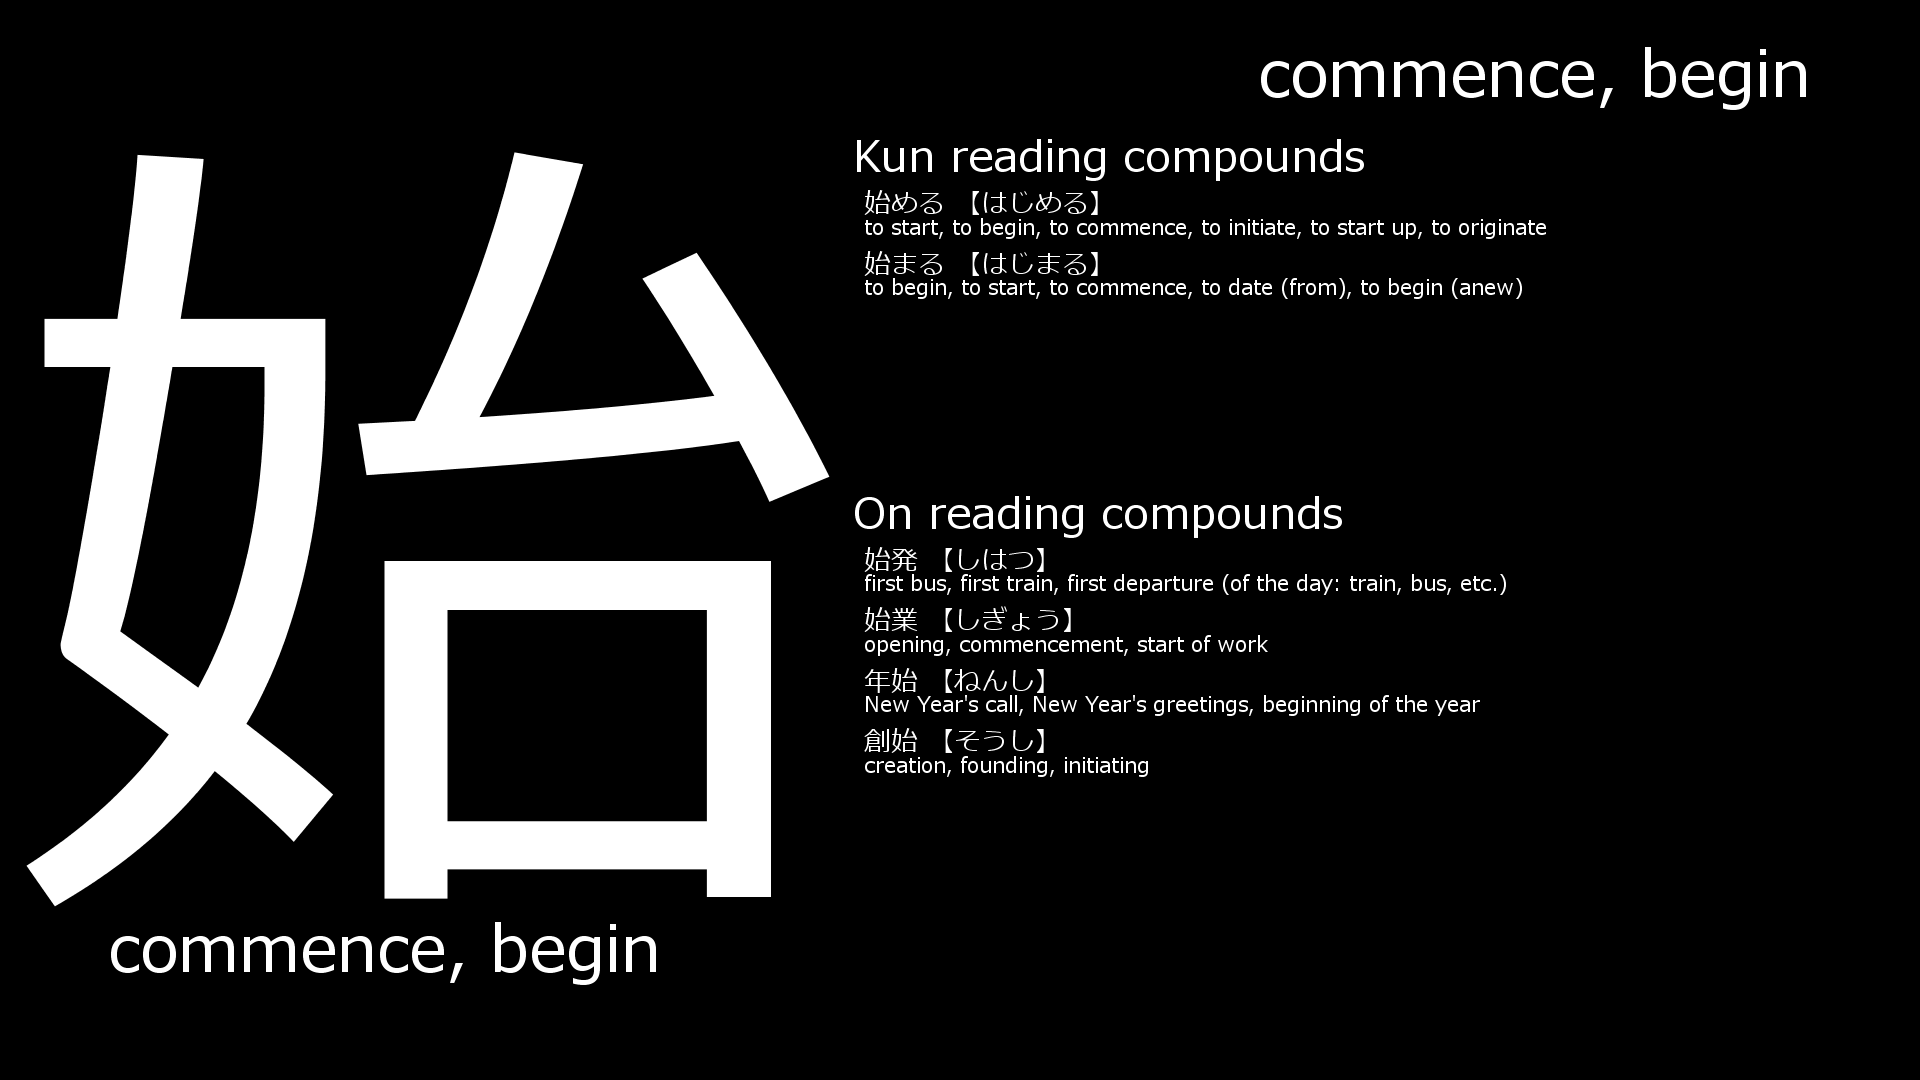 始
commence, begin
commence, begin
Kun reading compounds
始める 【はじめる】
to start, to begin, to commence, to initiate, to start up, to originate
始まる 【はじまる】
to begin, to start, to commence, to date (from), to begin (anew)
On reading compounds
始発 【しはつ】
first bus, first train, first departure (of the day: train, bus, etc.)
始業 【しぎょう】
opening, commencement, start of work
年始 【ねんし】
New Year's call, New Year's greetings, beginning of the year
創始 【そうし】
creation, founding, initiating